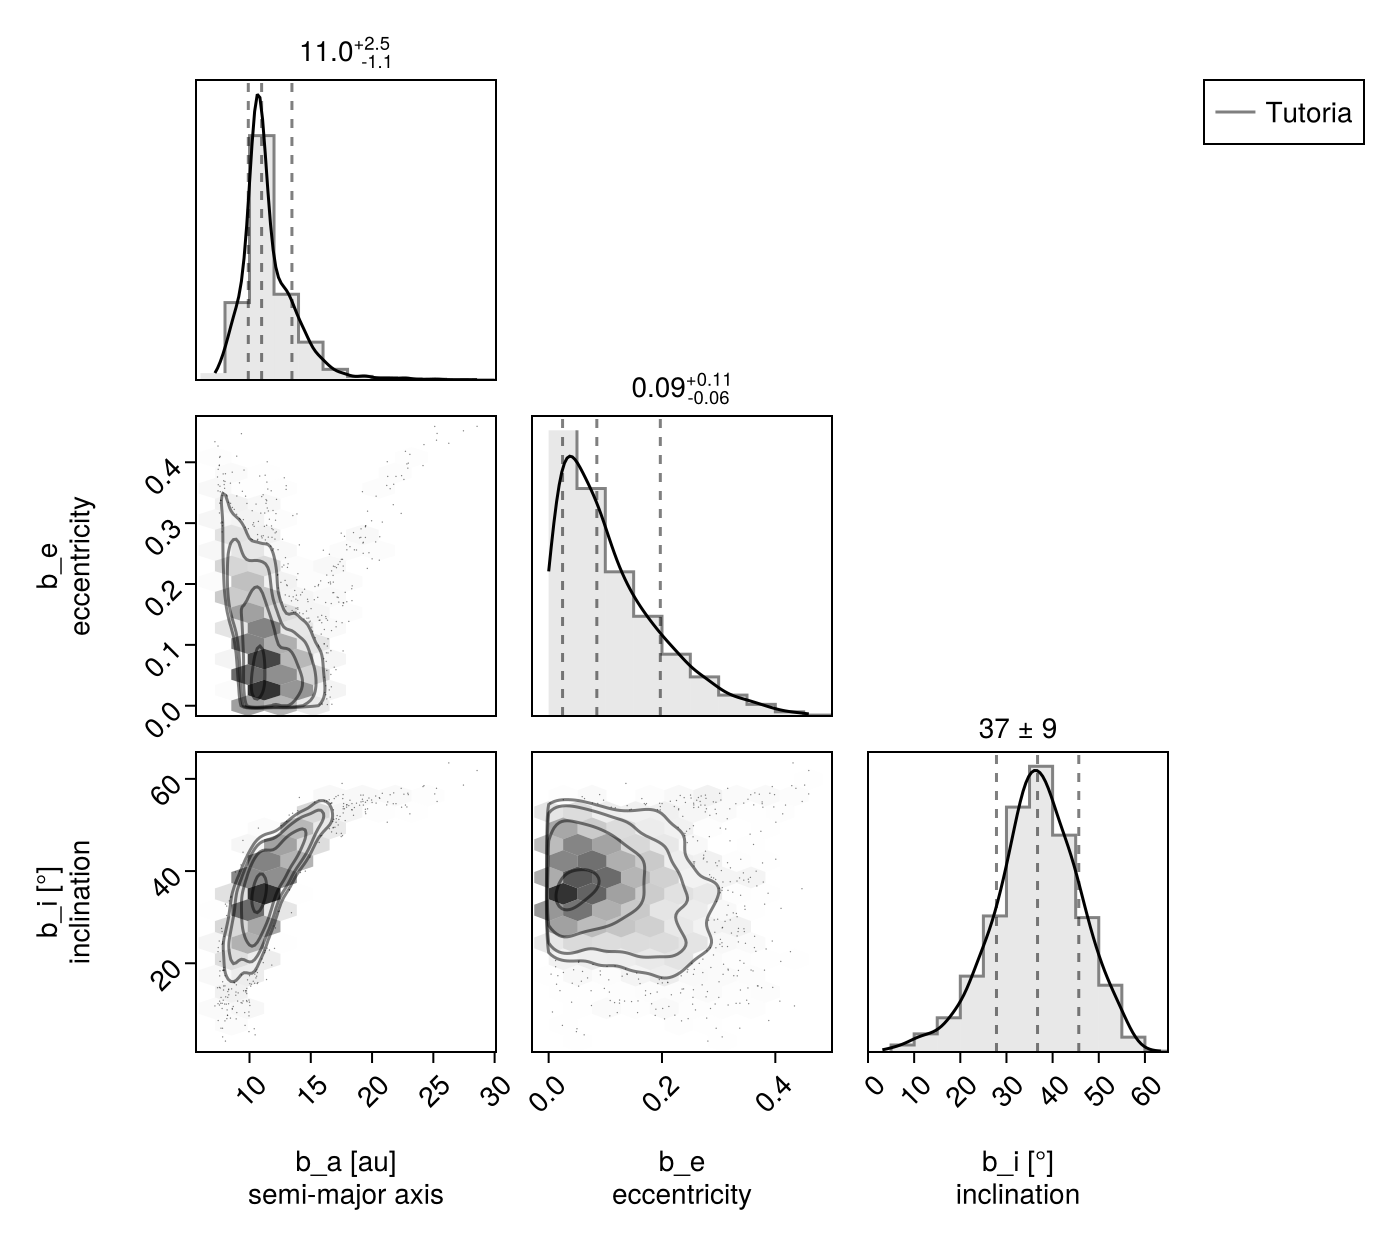 11.0+2.5-1.1
Tutoria
0.09+0.11-0.06
b_e
eccentricity
0.4
0.3
0.2
0.1
0.0
37 ± 9
b_i [°]
inclination
60
40
20
10 15 20 25 30
0.0 0.2 0.4
0 10 20 30 40 50 60
b_a [au]
semi-major axis
b_e
eccentricity
b_i [°]
inclination